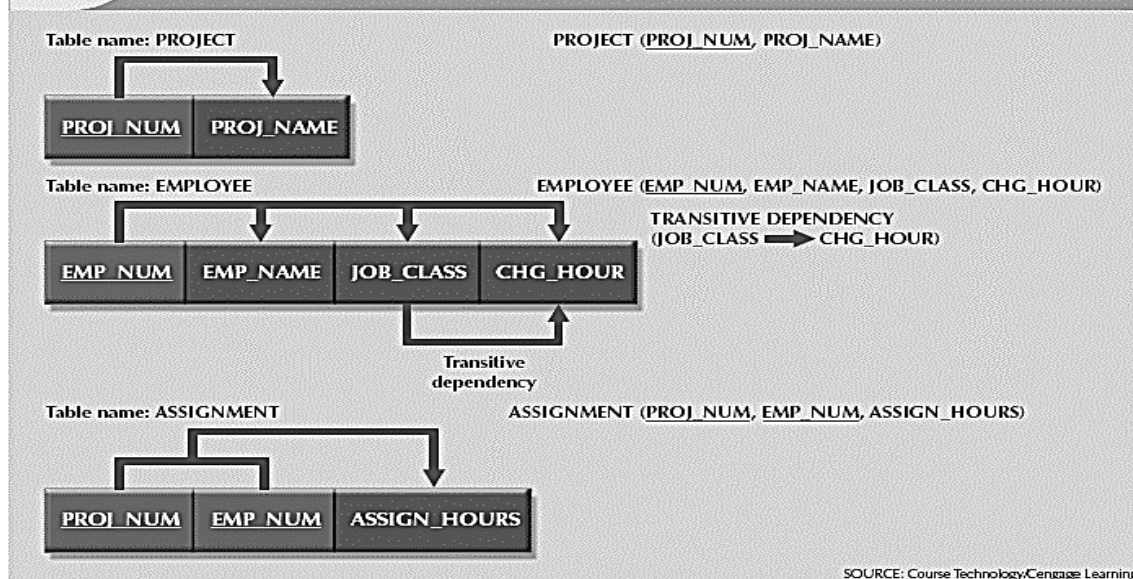 Table name: PROJECT
PROJECT (PROJ_NUM, PROJ_NAME)
PROJ_NUM PROJ_NAME
Table name: EMPLOYEE
EMPLOYEE (EMP_NUM, EMP_NAME, JOB_CLASS, CHG_HOUR)
TRANSITIVE DEPENDENCY
(JOB_CLASS ➔ CHG_HOUR)
EMP_NUM EMP_NAME JOB_CLASS CHG_HOUR
Transitive
dependency
Table name: ASSIGNMENT
ASSIGNMENT (PROJ_NUM, EMP_NUM, ASSIGN_HOURS)
PROJ_NUM EMP_NUM ASSIGN_HOURS
SOURCE: Course Technology/Cengage Learning